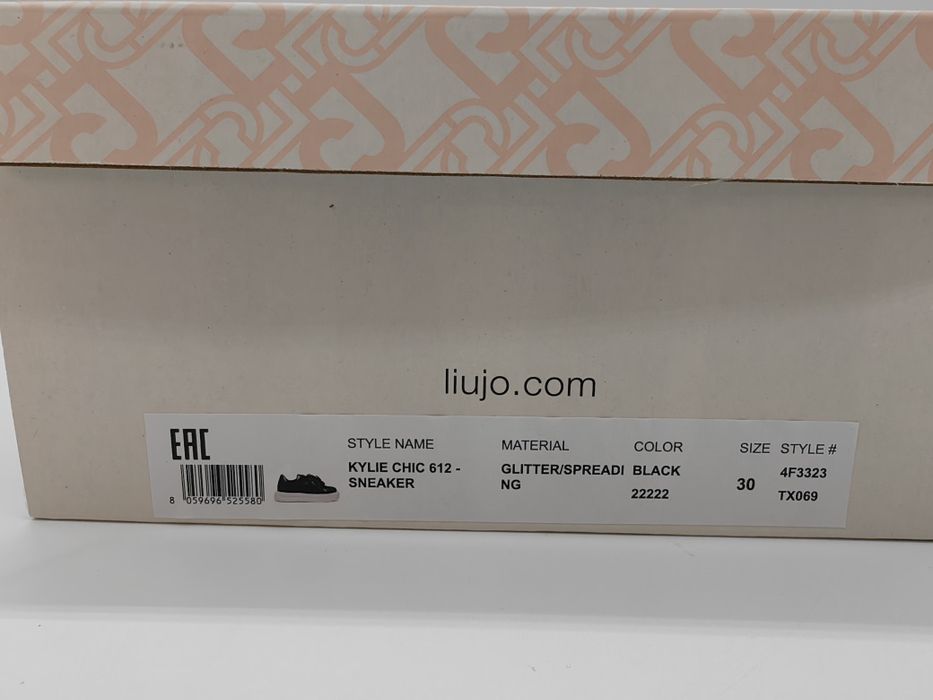 liujo.com
EAC
8 059696 525580
STYLE NAME
KYLIE CHIC 612 -
SNEAKER
MATERIAL
GLITTER/SPREADI
NG
COLOR
BLACK
22222
SIZE
30
STYLE #
4F3323
TX069